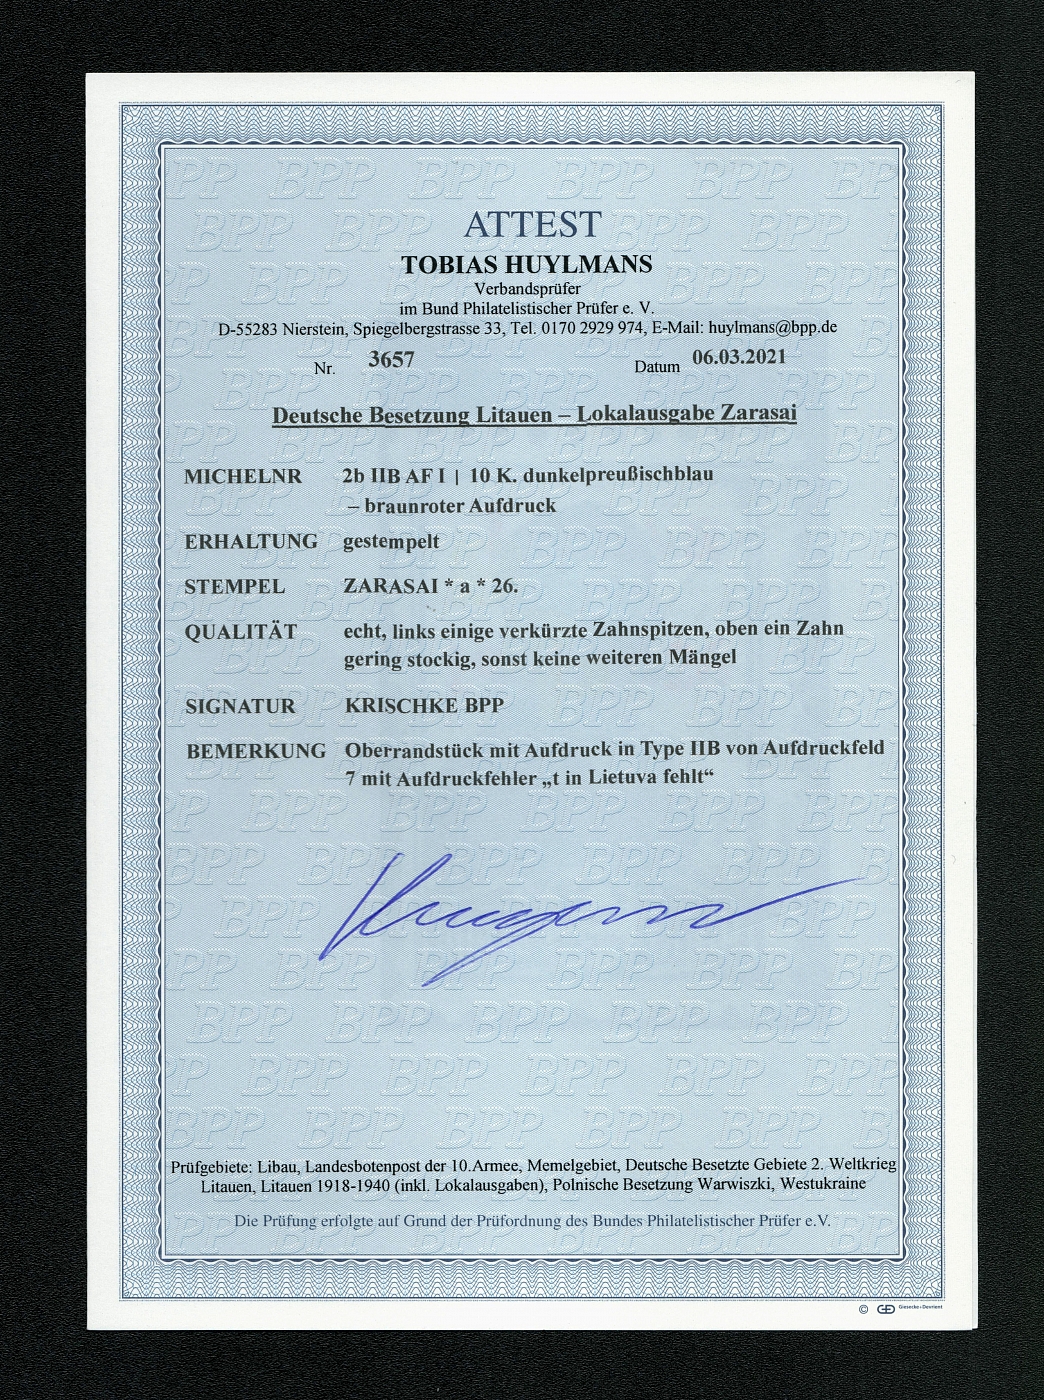 ATTEST
TOBIAS HUYLMANS
Verbandsprüfer
im Bund Philatelistischer Prüfer e. V.
D-55283 Nierstein, Spiegelbergstrasse 33, Tel. 0170 2929 974, E-Mail: huylmans@bpp.de
Nr. 3657 Datum 06.03.2021
Deutsche Besetzung Litauen – Lokalausgabe Zarasai
MICHELNR 2b IIB AF I | 10 K. dunkelpreußischblau
– braunroter Aufdruck
ERHALTUNG gestempelt
STEMPEL ZARASAI * a * 26.
QUALITÄT echt, links einige verkürzte Zahnspitzen, oben ein Zahn
gering stockig, sonst keine weiteren Mängel
SIGNATUR KRISCHKE BPP
BEMERKUNG Oberrandstück mit Aufdruck in Type IIB von Aufdruckfeld
7 mit Aufdruckfehler „t in Lietuva fehlt“
Prüfgebiete: Libau, Landesbotenpost der 10.Armee, Memelgebiet, Deutsche Besetzte Gebiete 2. Weltkrieg
Litauen, Litauen 1918-1940 (inkl. Lokalausgaben), Polnische Besetzung Warwiszki, Westukraine
Die Prüfung erfolgte auf Grund der Prüfordnung des Bundes Philatelistischer Prüfer e.V.
© Giesecke+Devrient